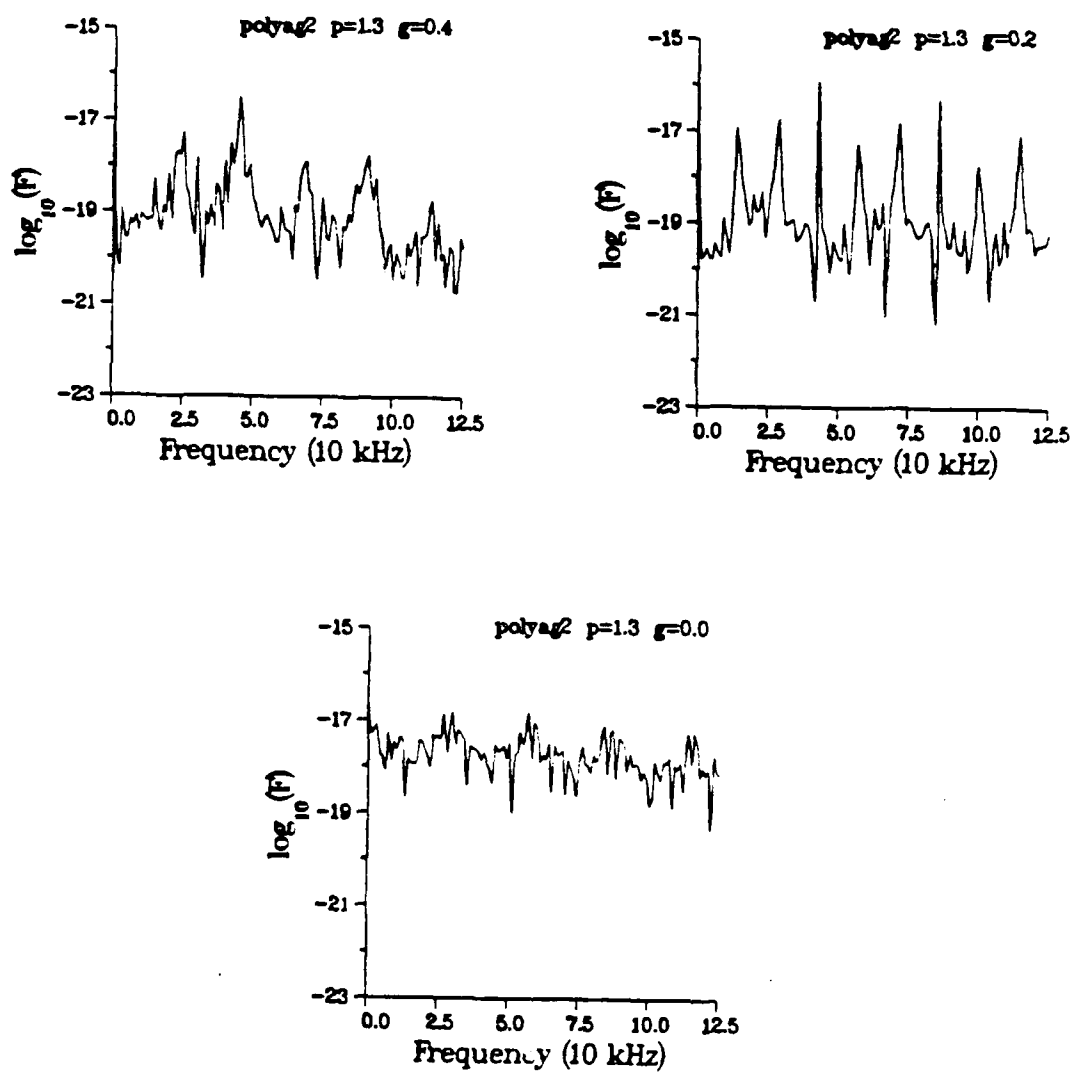 polyag2 p=1.3 g=0.4
-15
-17
-19
-21
-23
log10(F)
0.0 2.5 5.0 7.5 10.0 12.5
Frequency (10 kHz)
polyag2 p=1.3 g=0.2
-15
-17
-19
-21
-23
log10(F)
0.0 2.5 5.0 7.5 10.0 12.5
Frequency (10 kHz)
polyag2 p=1.3 g=0.0
-15
-17
-19
-21
-23
log10(F)
0.0 2.5 5.0 7.5 10.0 12.5
Frequency (10 kHz)